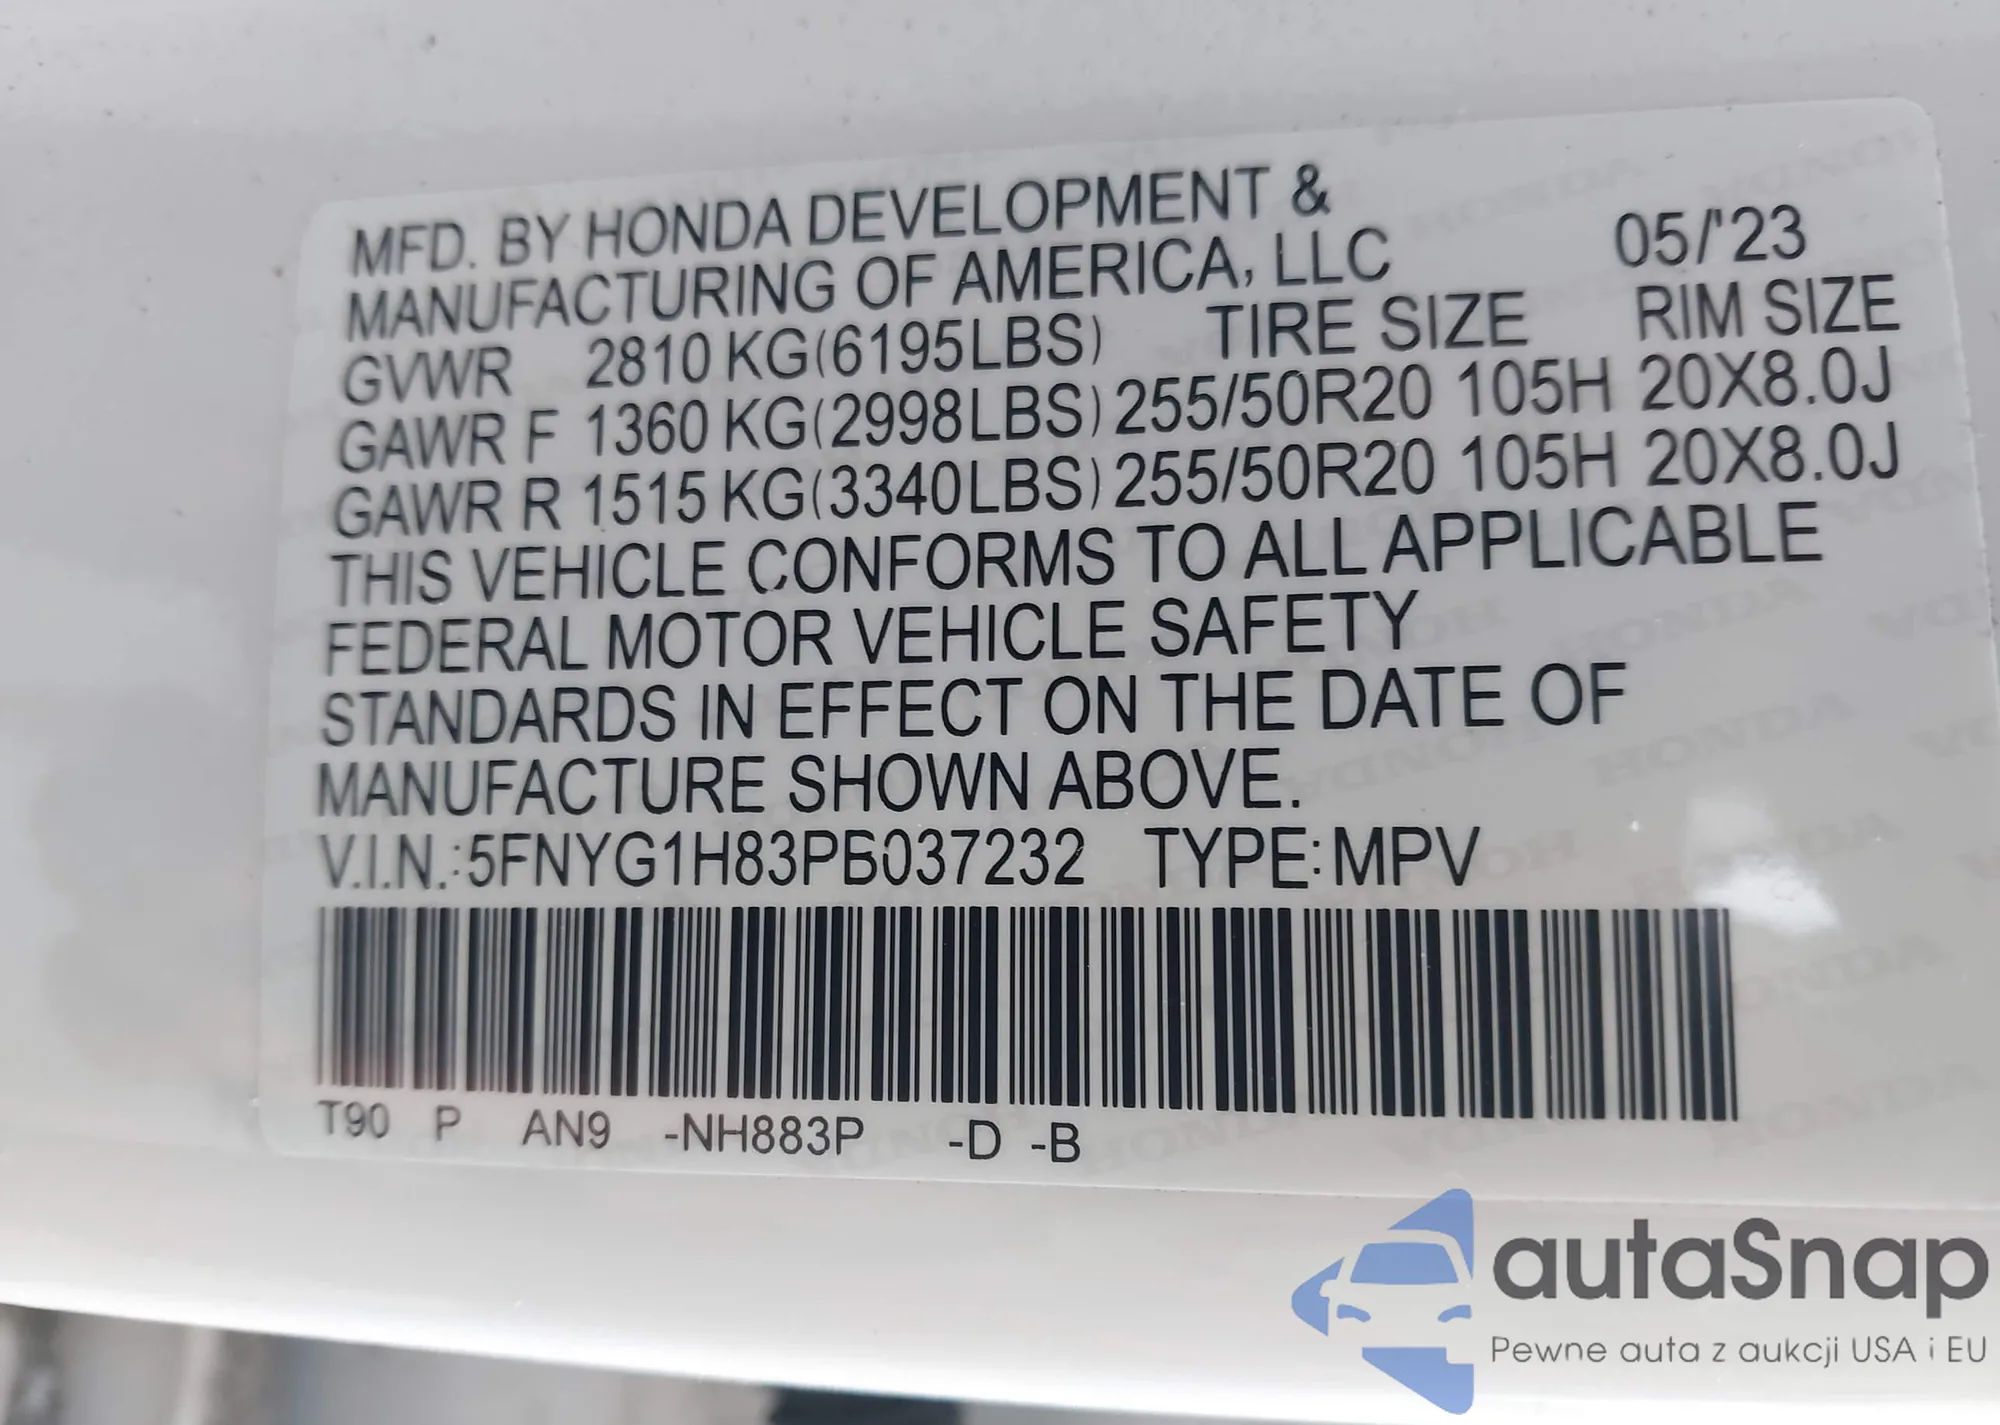 MFD. BY HONDA DEVELOPMENT &
MANUFACTURING OF AMERICA, LLC 05/'23
GVWR 2810 KG(6195LBS) TIRE SIZE RIM SIZE
GAWR F 1360 KG(2998LBS) 255/50R20 105H 20X8.0J
GAWR R 1515 KG(3340LBS) 255/50R20 105H 20X8.0J
THIS VEHICLE CONFORMS TO ALL APPLICABLE
FEDERAL MOTOR VEHICLE SAFETY
STANDARDS IN EFFECT ON THE DATE OF
MANUFACTURE SHOWN ABOVE.
V.I.N.:5FNYG1H83PB037232 TYPE:MPV
T90 P AN9 -NH883P -D -B
autaSnap
Pewne auta z aukcji USA i EU